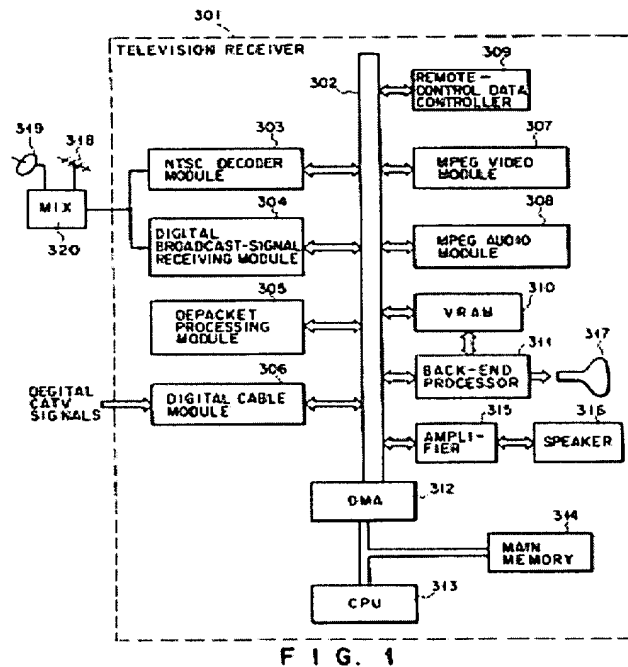 301
TELEVISION RECEIVER
302
309
REMOTE-
CONTROL DATA
CONTROLLER
319
318
303
NTSC DECODER
MODULE
307
MPEG VIDEO
MODULE
MIX
320
304
DIGITAL
BROADCAST-SIGNAL
RECEIVING MODULE
308
MPEG AUDIO
MODULE
305
DEPACKET
PROCESSING
MODULE
310
VRAM
311
BACK-END
PROCESSOR
317
DEGITAL
CATV
SIGNALS
306
DIGITAL CABLE
MODULE
315
AMPLI-
FIER
316
SPEAKER
DMA
312
314
MAIN
MEMORY
CPU
313
FIG. 1